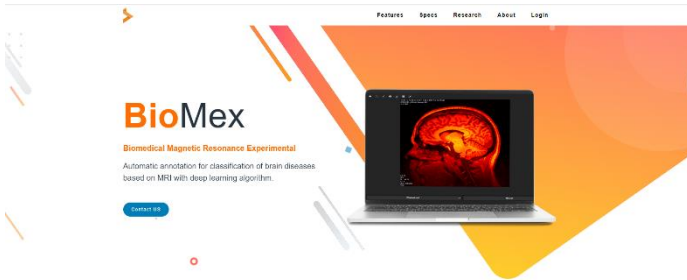 Features Specs Research About Login
BioMex
Biomedical Magnetic Resonance Experimental
Automatic annotation for classification of brain diseases
based on MRI with deep learning algorithm.
Contact US